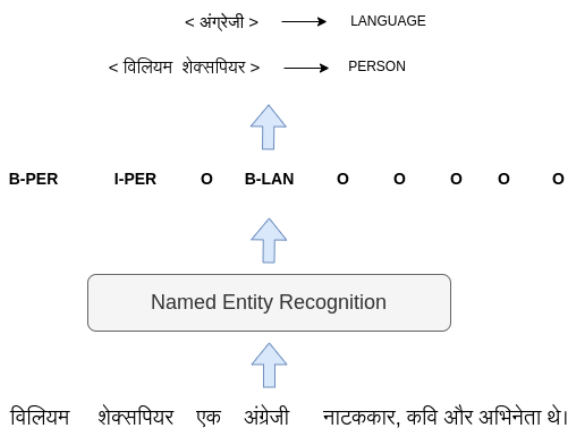 < अंग्रेजी > LANGUAGE
< विलियम शेक्सपियर > PERSON
B-PER I-PER O B-LAN O O O O O
Named Entity Recognition
विलियम शेक्सपियर एक अंग्रेजी नाटककार, कवि और अभिनेता थे।